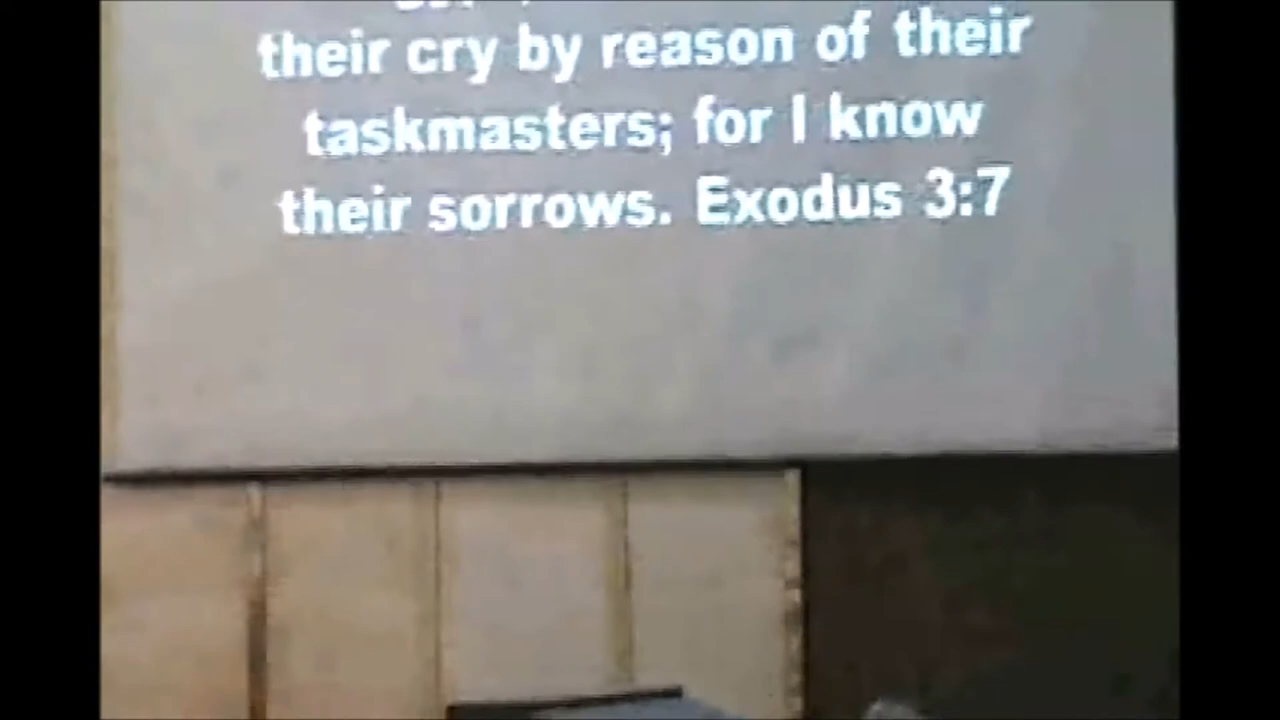 their cry by reason of their
taskmasters; for I know
their sorrows. Exodus 3:7